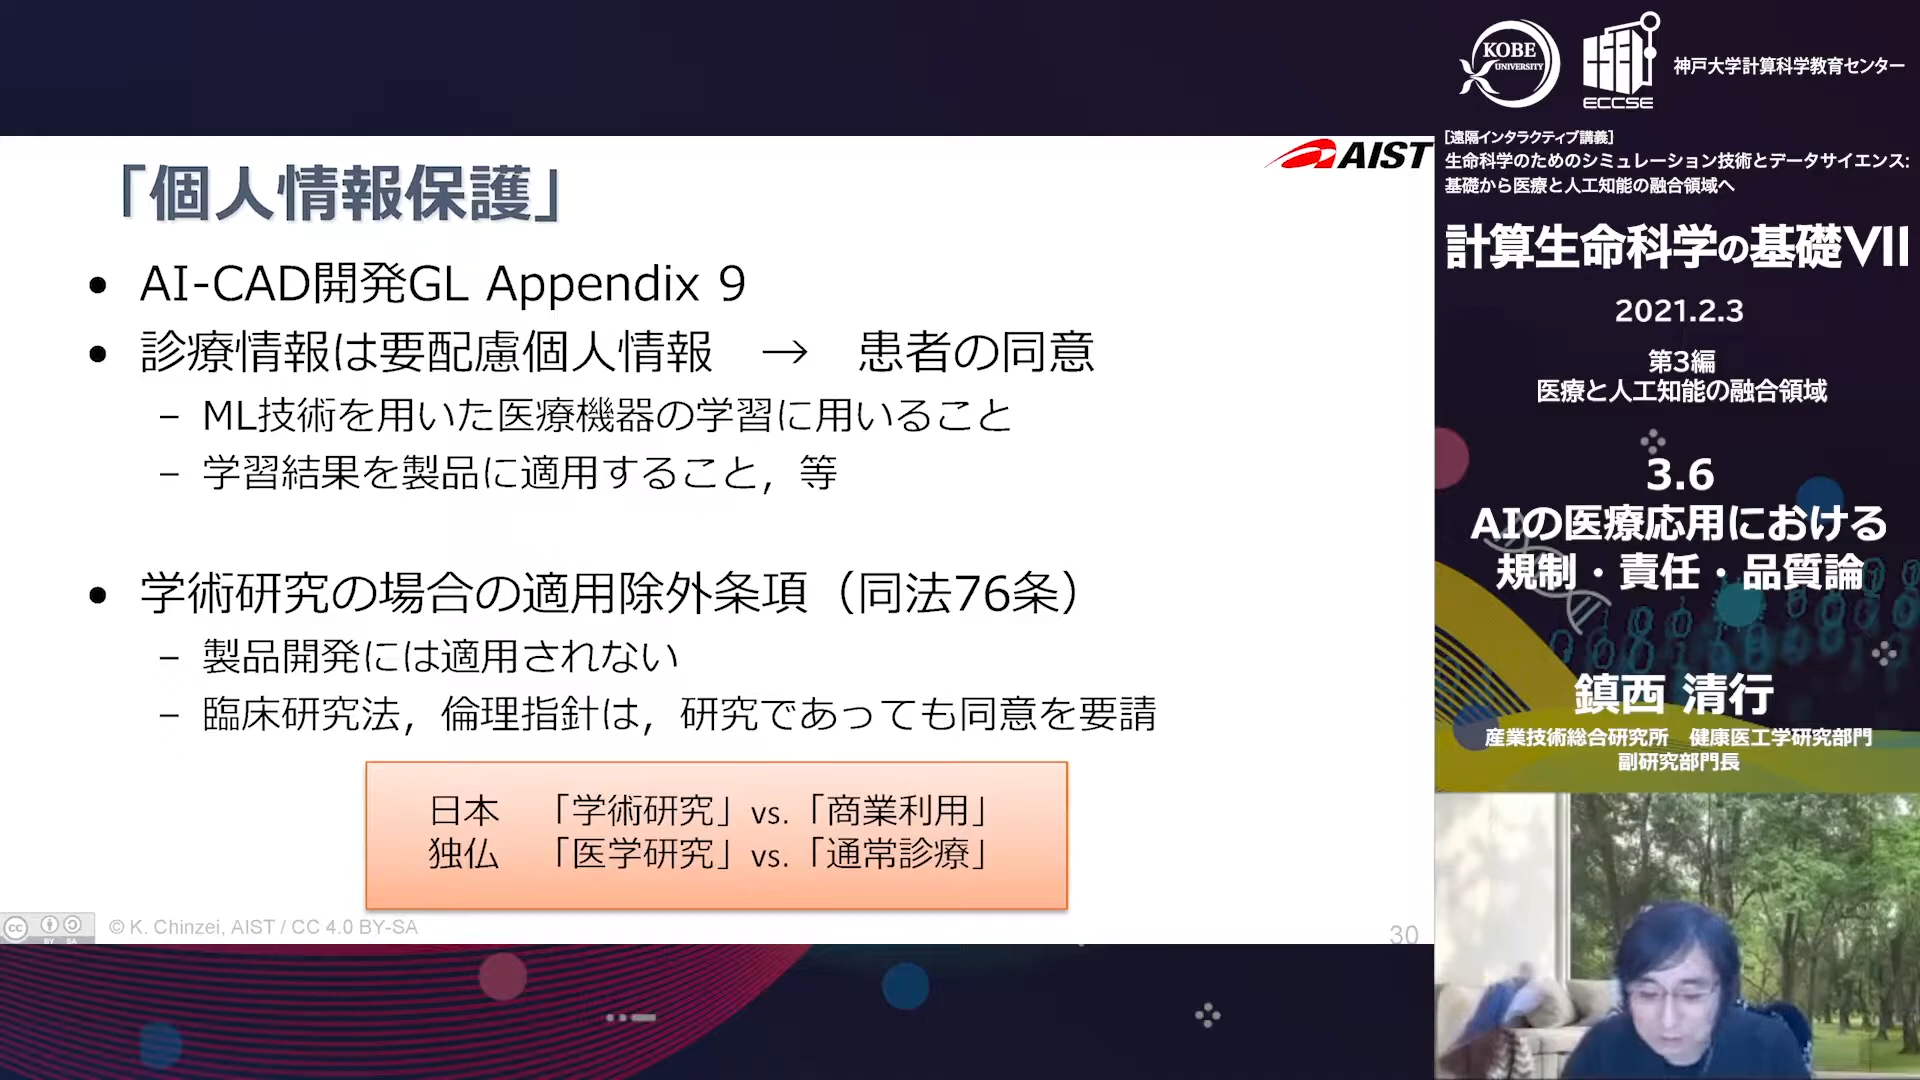 「個人情報保護」
AIST
• AI-CAD開発GL Appendix 9
• 診療情報は要配慮個人情報 → 患者の同意
– ML技術を用いた医療機器の学習に用いること
– 学習結果を製品に適用すること，等
• 学術研究の場合の適用除外条項（同法76条）
– 製品開発には適用されない
– 臨床研究法，倫理指針は，研究であっても同意を要請
日本 「学術研究」vs.「商業利用」
独仏 「医学研究」vs.「通常診療」
cc BY SA © K. Chinzei, AIST / CC 4.0 BY-SA
30
KOBE
UNIVERSITY
ECCSE
神戸大学計算科学教育センター
［遠隔インタラクティブ講義］
生命科学のためのシミュレーション技術とデータサイエンス:
基礎から医療と人工知能の融合領域へ
計算生命科学の基礎VII
2021.2.3
第3編
医療と人工知能の融合領域
3.6
AIの医療応用における
規制・責任・品質論
鎮西 清行
産業技術総合研究所 健康医工学研究部門
副研究部門長